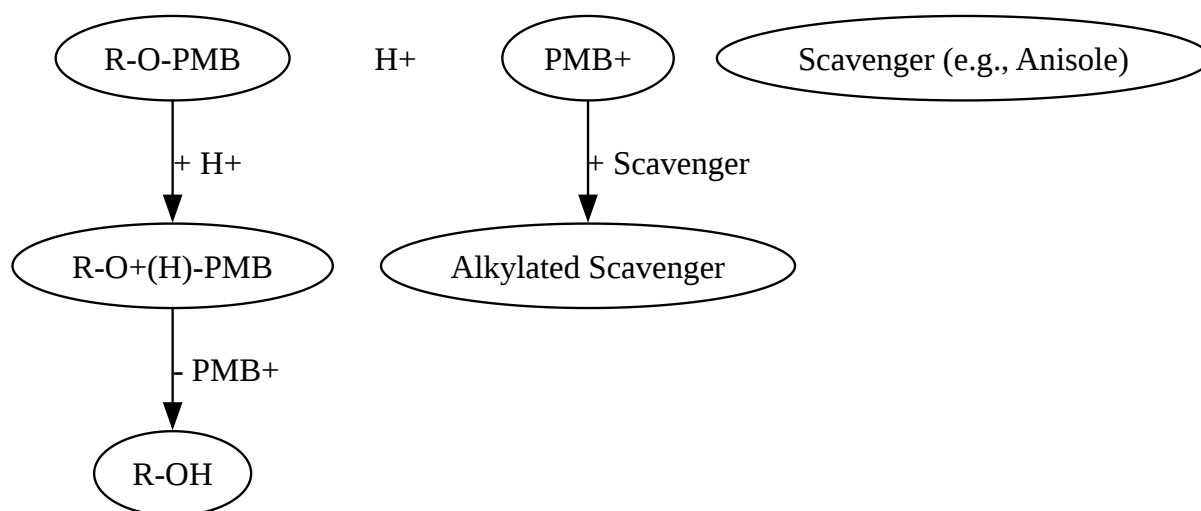 R-O-PMB
H+
PMB+
Scavenger (e.g., Anisole)
+ H+
+ Scavenger
R-O+(H)-PMB
Alkylated Scavenger
- PMB+
R-OH